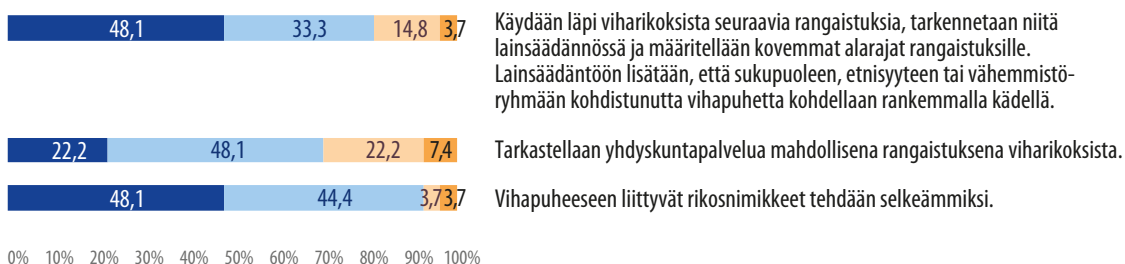 48,1 33,3 14,8 3,7
Käydään läpi viharikoksista seuraavia rangaistuksia, tarkennetaan niitä
lainsäädännössä ja määritellään kovemmat alarajat rangaistuksille.
Lainsäädäntöön lisätään, että sukupuoleen, etnisyyteen tai vähemmistö-
ryhmään kohdistunutta vihapuhetta kohdellaan rankemmalla kädellä.
22,2 48,1 22,2 7,4
Tarkastellaan yhdyskuntapalvelua mahdollisena rangaistuksena viharikoksista.
48,1 44,4 3,7 3,7
Vihapuheeseen liittyvät rikosnimikkeet tehdään selkeämmiksi.
0% 10% 20% 30% 40% 50% 60% 70% 80% 90% 100%